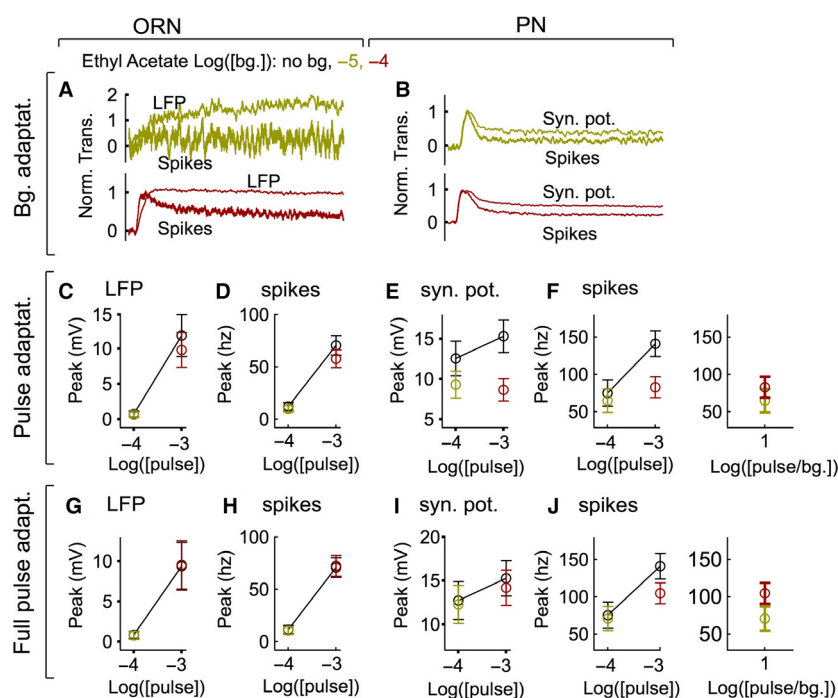 ORN PN
Ethyl Acetate Log([bg.]): no bg, −5, −4
Bg. adaptat.
A
Norm. Trans.
2
1
0
LFP
Spikes
1
0
LFP
Spikes
B
1
0
Syn. pot.
Spikes
1
0
Syn. pot.
Spikes
Pulse adaptat.
C LFP
Peak (mV)
15
10
5
0
−4 −3
Log([pulse])
D spikes
Peak (hz)
100
50
0
−4 −3
Log([pulse])
E syn. pot.
Peak (mV)
15
10
5
−4 −3
Log([pulse])
F spikes
Peak (hz)
150
100
50
−4 −3
Log([pulse])
150
100
50
1
Log([pulse/bg.])
Full pulse adapt.
G LFP
Peak (mV)
10
5
0
−4 −3
Log([pulse])
H spikes
Peak (hz)
100
50
0
−4 −3
Log([pulse])
I syn. pot.
Peak (mV)
20
15
10
−4 −3
Log([pulse])
J spikes
Peak (hz)
150
100
50
−4 −3
Log([pulse])
150
100
50
1
Log([pulse/bg.])